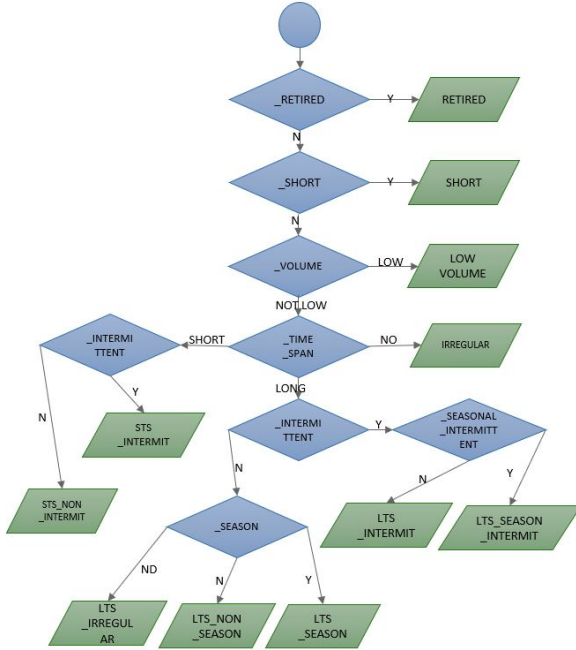 _RETIRED
Y
RETIRED
N
_SHORT
Y
SHORT
N
_VOLUME
LOW
LOW
VOLUME
NOT LOW
_INTERMI
TTENT
SHORT
_TIME
_SPAN
NO
IRREGULAR
LONG
Y
N
STS
_INTERMIT
STS_NON
_INTERMIT
_INTERMI
TTENT
Y
_SEASONAL
_INTERMITT
ENT
N
N
Y
LTS
_INTERMIT
LTS_SEASON
_INTERMIT
_SEASON
ND
N
Y
LTS
_IRREGUL
AR
LTS_NON
_SEASON
LTS
_SEASON